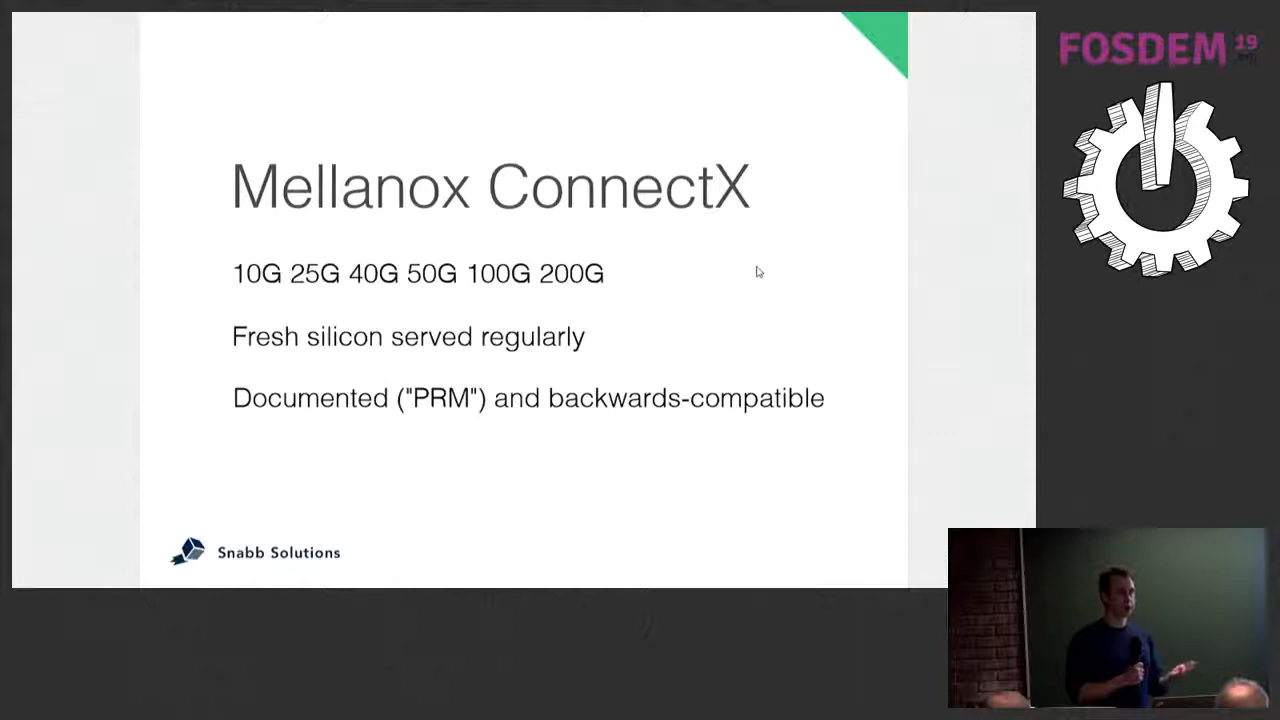 Mellanox ConnectX
10G 25G 40G 50G 100G 200G
Fresh silicon served regularly
Documented ("PRM") and backwards-compatible
Snabb Solutions
FOSDEM 19
.org